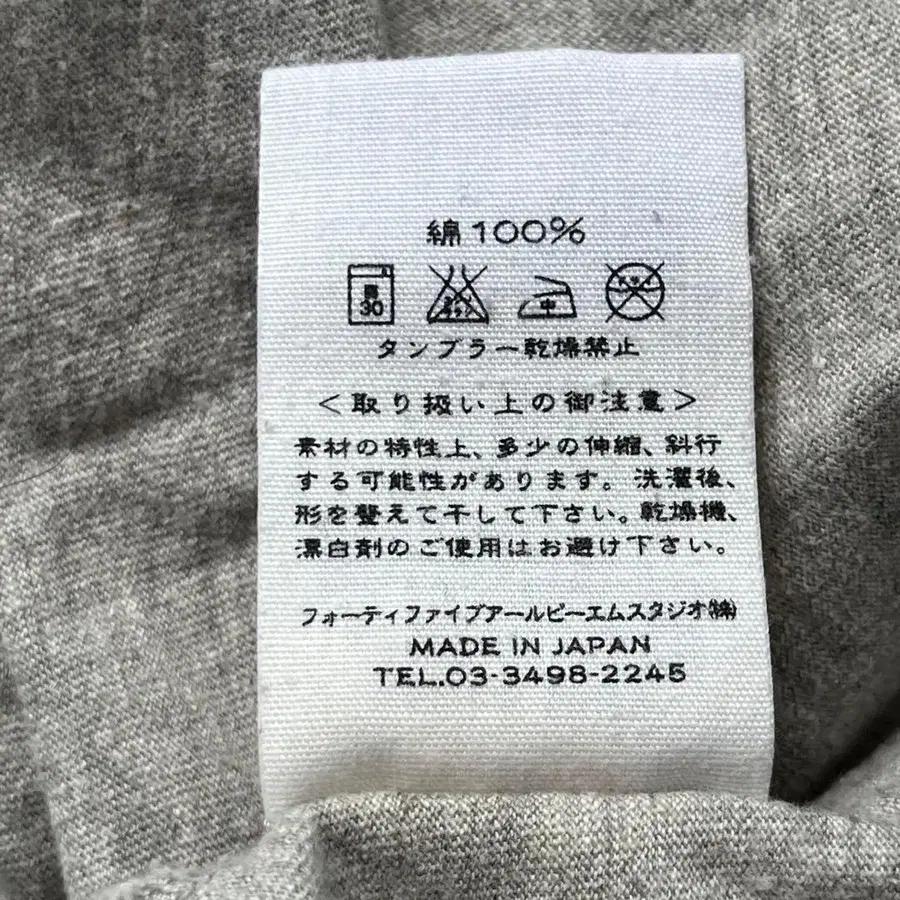 綿100%
30
中
タンブラー乾燥禁止
<取り扱い上の御注意>
素材の特性上、多少の伸縮、斜行
する可能性があります。洗濯後、
形を整えて干して下さい。乾燥機、
漂白剤のご使用はお避け下さい。
フォーティファイブアールピーエムスタジオ㈱
MADE IN JAPAN
TEL.03-3498-2245